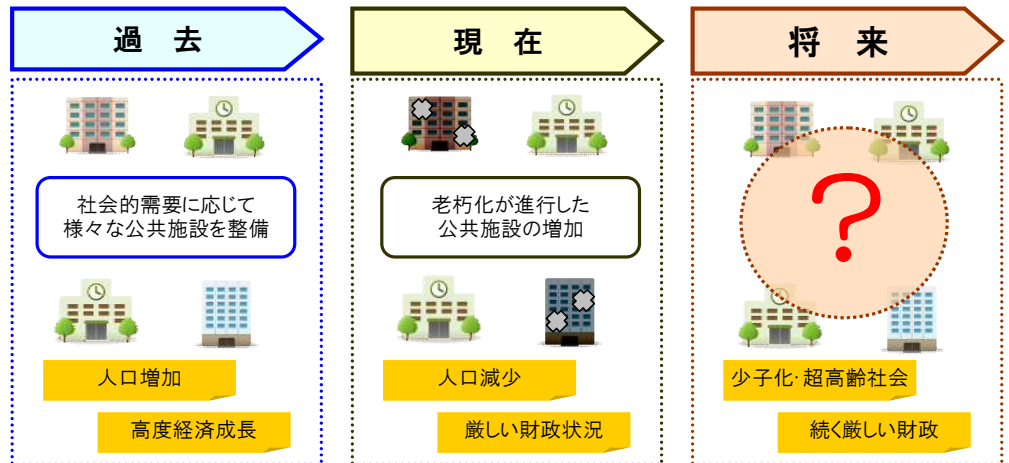 過　去
社会的需要に応じて
様々な公共施設を整備
人口増加
高度経済成長
現　在
老朽化が進行した
公共施設の増加
人口減少
厳しい財政状況
将　来
？
少子化・超高齢社会
続く厳しい財政